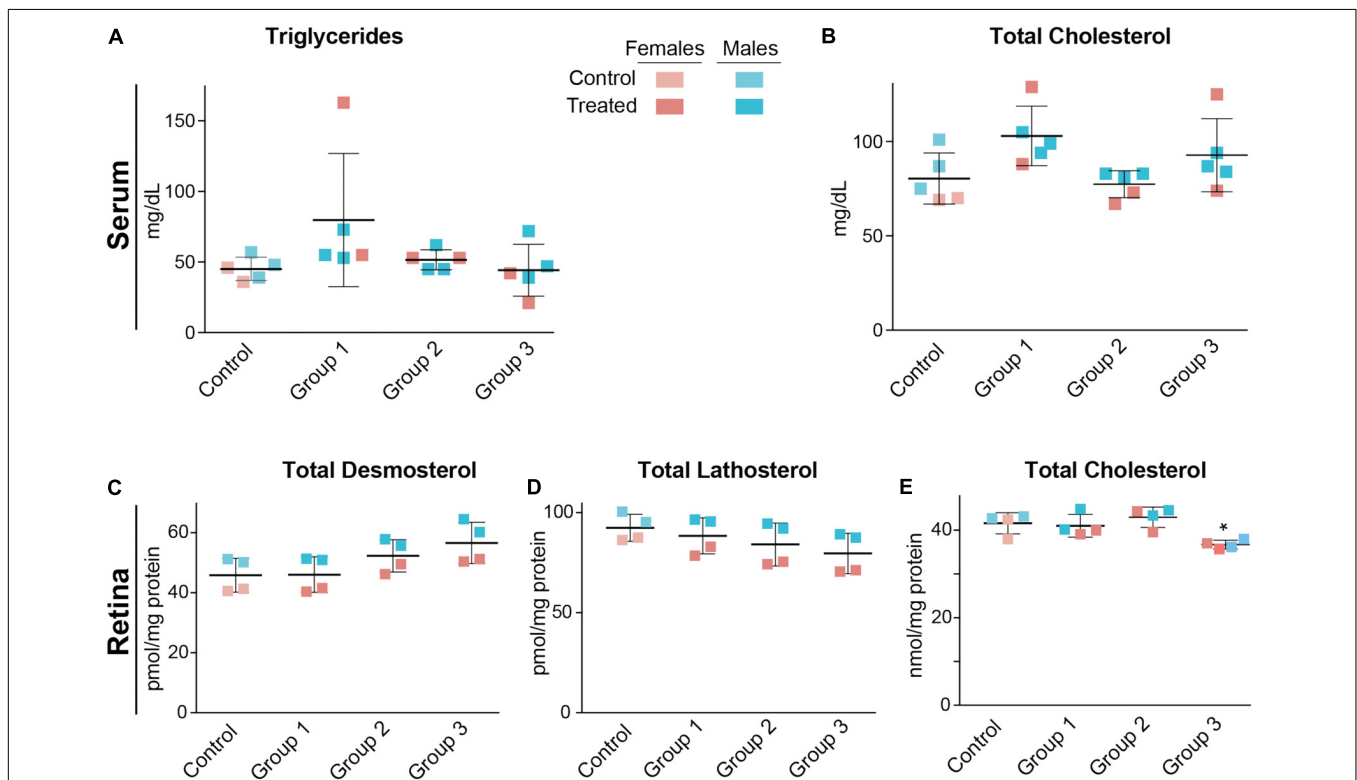 A
Triglycerides
Females Males
Control
Treated
B
Total Cholesterol
Serum
mg/dL
150
100
50
0
Control
Group 1
Group 2
Group 3
mg/dL
100
50
0
Control
Group 1
Group 2
Group 3
Retina
C
Total Desmosterol
pmol/mg protein
60
40
60
0
Control
Group 1
Group 2
Group 3
D
Total Lathosterol
pmol/mg protein
100
50
0
Control
Group 1
Group 2
Group 3
E
Total Cholesterol
nmol/mg protein
40
40
0
*
Control
Group 1
Group 2
Group 3